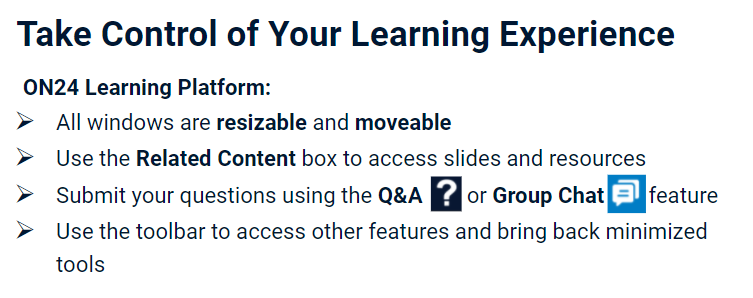 Take Control of Your Learning Experience
ON24 Learning Platform:
➢ All windows are resizable and moveable
➢ Use the Related Content box to access slides and resources
➢ Submit your questions using the Q&A ? or Group Chat feature
➢ Use the toolbar to access other features and bring back minimized
tools